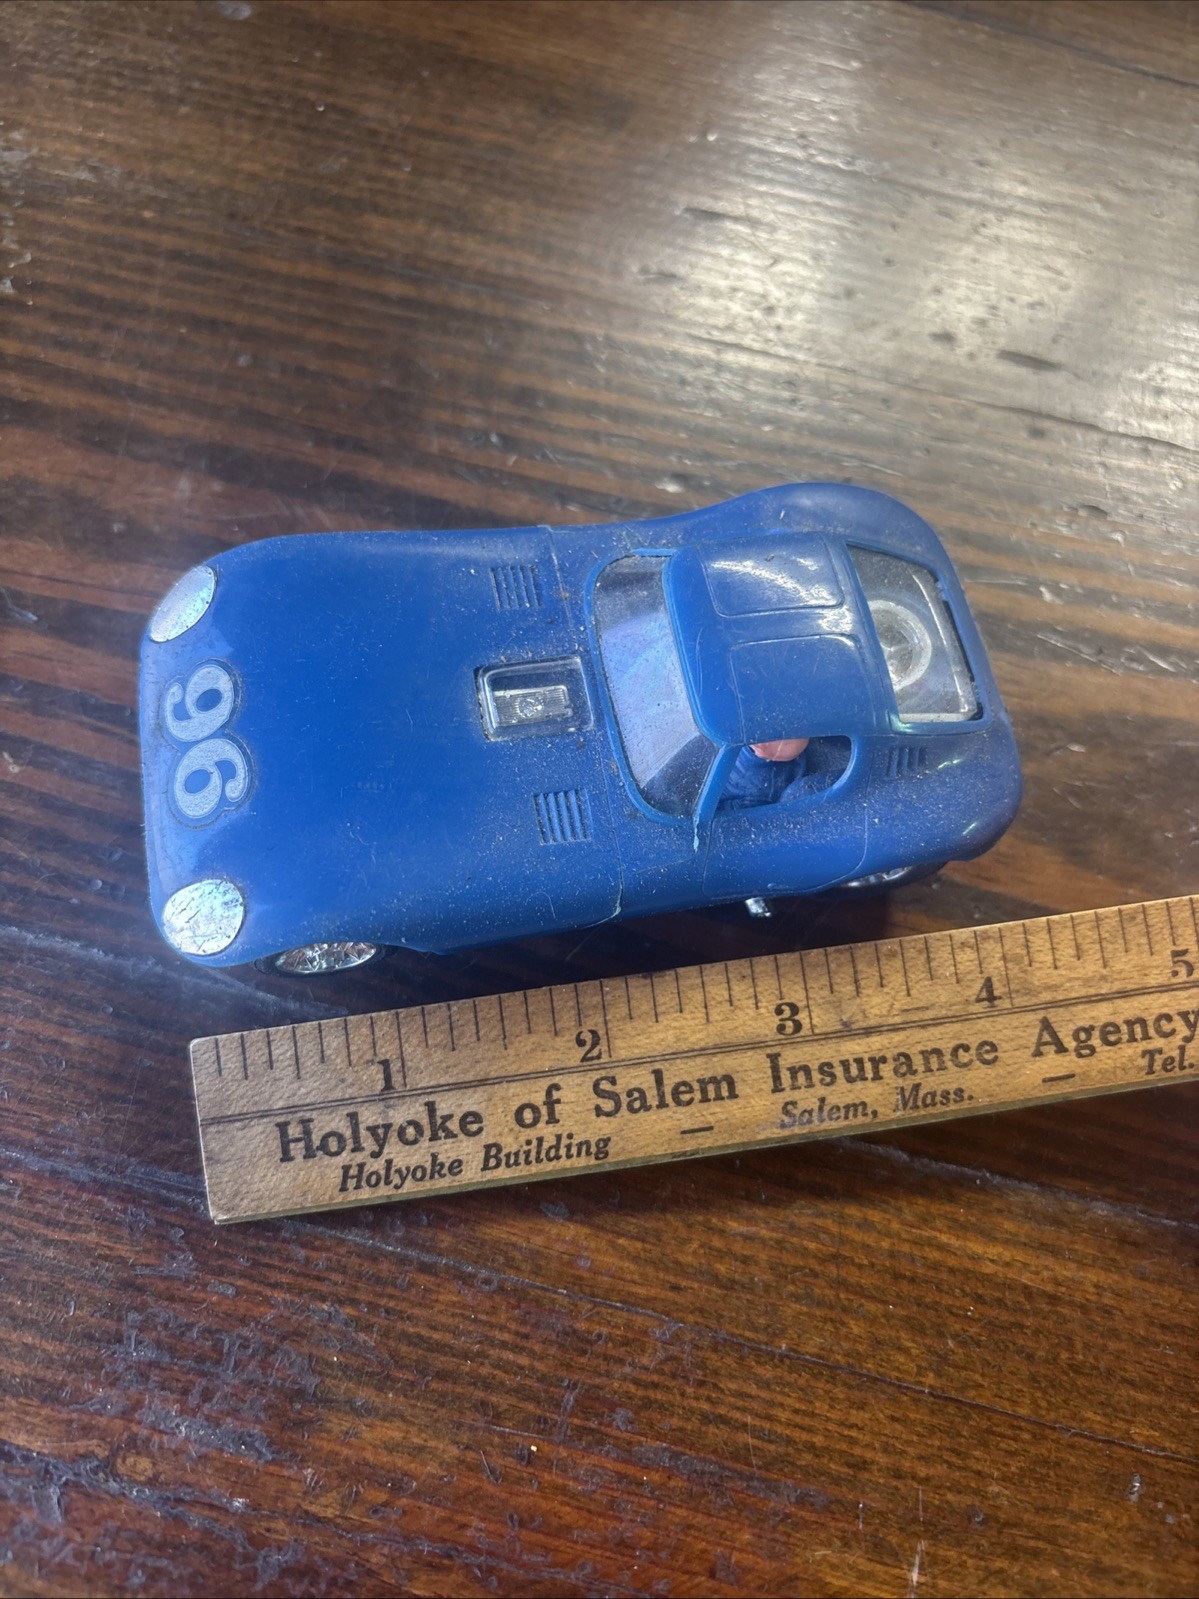 96
1 2 3 4 5
Holyoke of Salem Insurance Agency
Holyoke Building — Salem, Mass. — Tel.